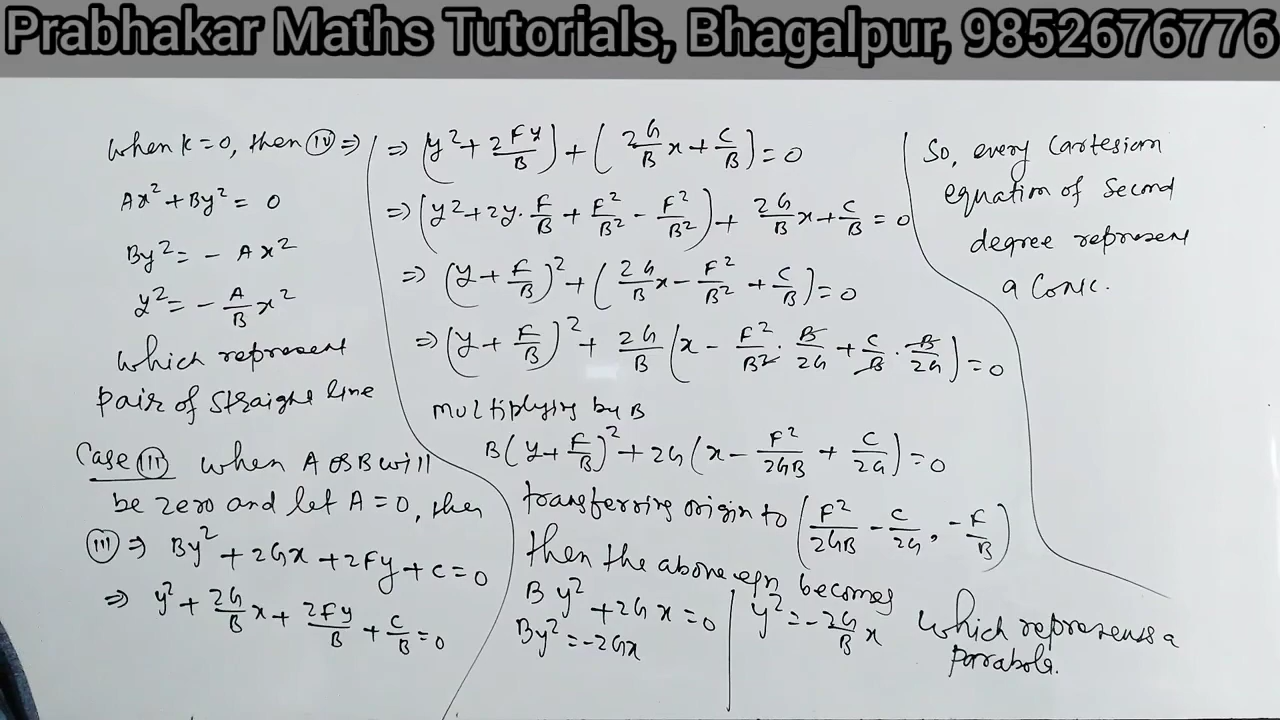 Prabhakar Maths Tutorials, Bhagalpur, 9852676776
when k=0, then (IV) ⇒
Ax² + By² = 0
By² = - Ax²
y² = - A/B x²
which represent
pair of straight line
Case (III) when A or B will
be zero and let A = 0, then
(III) ⇒ By² + 2Gx + 2Fy + c = 0
⇒ y² + 2G/B x + 2Fy/B + c/B = 0
⇒ (y² + 2Fy/B) + (2G/B x + c/B) = 0
⇒ (y² + 2y·F/B + F²/B² - F²/B²) + 2G/B x + c/B = 0
⇒ (y + F/B)² + (2G/B x - F²/B² + c/B) = 0
⇒ (y + F/B)² + 2G/B (x - F²/B² · B/2G + c/B · B/2G) = 0
multiplying by B
B(y + F/B)² + 2G(x - F²/2GB + c/2G) = 0
transferring origin to (F²/2GB - c/2G, -F/B)
then the above eqn becomes
By² + 2Gx = 0
By² = -2Gx
y² = -2G/B x
which represents a
parabola.
So, every Cartesian
equation of second
degree represent
a conic.